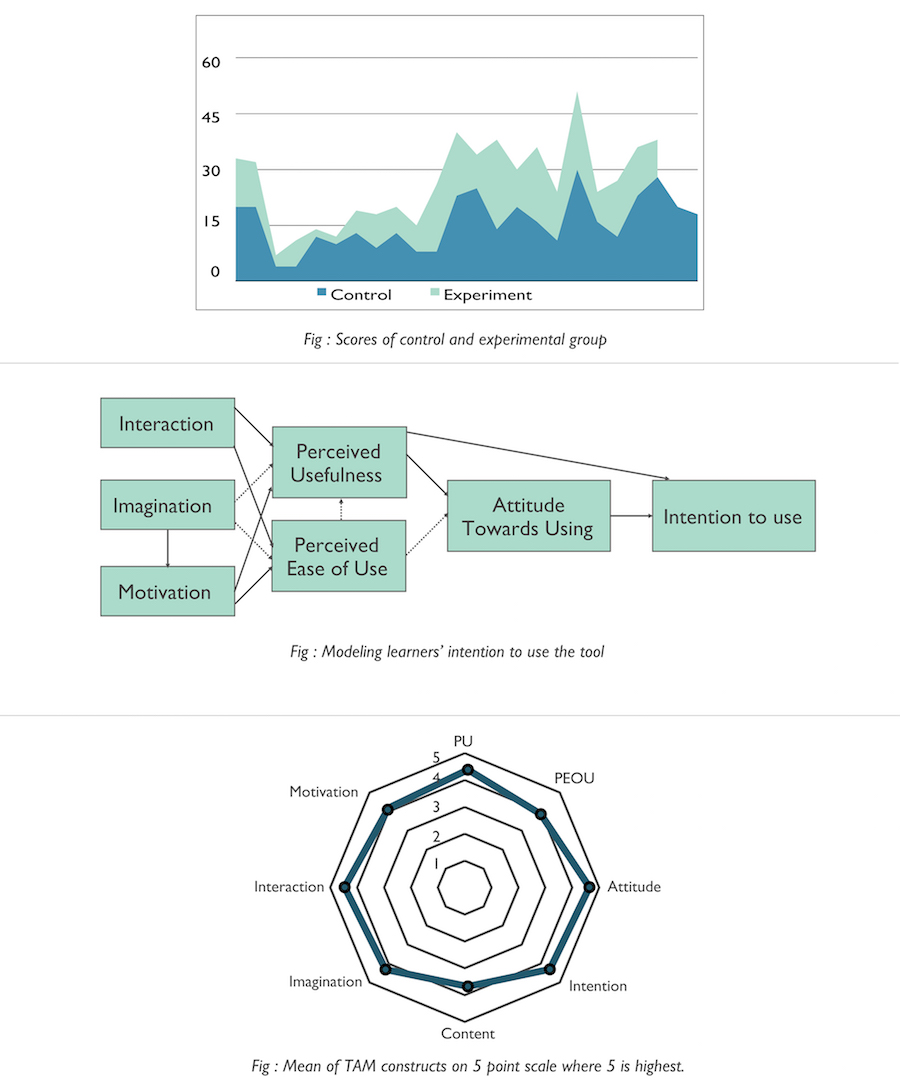 60
45
30
15
0
Control Experiment
Fig : Scores of control and experimental group
Interaction
Imagination
Motivation
Perceived
Usefulness
Perceived
Ease of Use
Attitude
Towards Using
Intention to use
Fig : Modeling learners’ intention to use the tool
PU
PEOU
Attitude
Intention
Content
Imagination
Interaction
Motivation
5
4
3
2
1
Fig : Mean of TAM constructs on 5 point scale where 5 is highest.